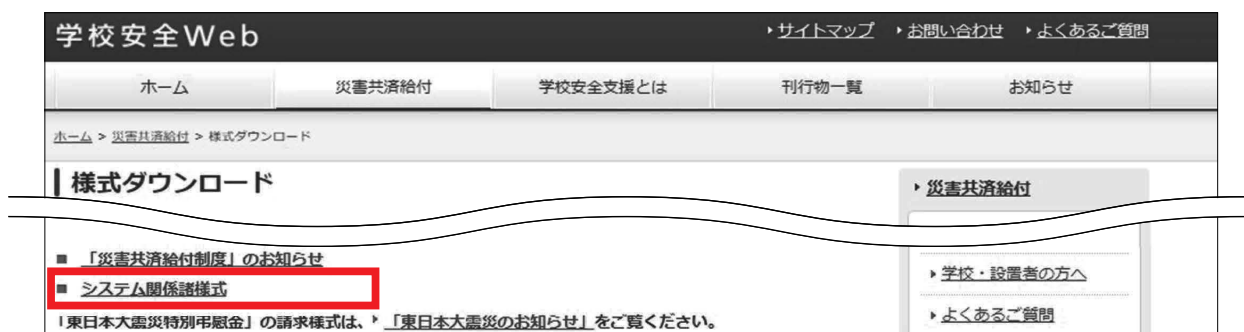 学校安全Web
サイトマップ お問い合わせ よくあるご質問
ホーム 災害共済給付 学校安全支援とは 刊行物一覧 お知らせ
ホーム > 災害共済給付 > 様式ダウンロード
様式ダウンロード
災害共済給付
「災害共済給付制度」のお知らせ
システム関係諸様式
「東日本大震災特別弔慰金」の請求様式は、「東日本大震災のお知らせ」をご覧ください。
学校・設置者の方へ
よくあるご質問